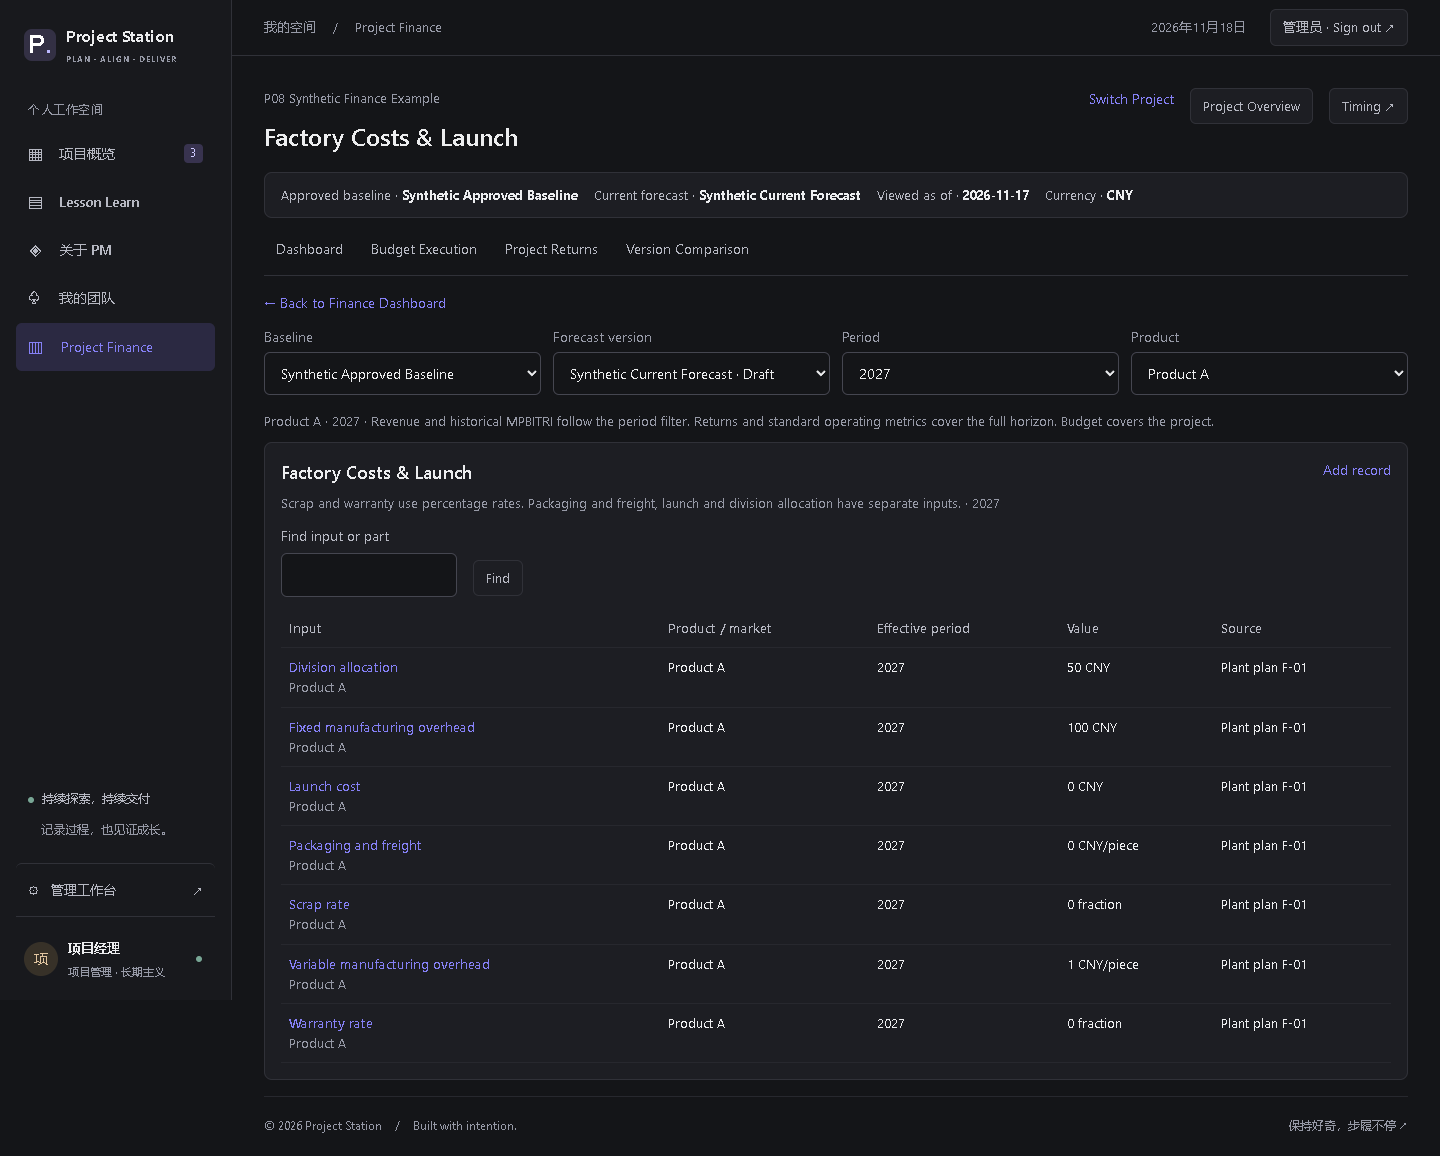 P. Project Station
PLAN · ALIGN · DELIVER
个人工作空间
项目概览 3
Lesson Learn
关于 PM
我的团队
Project Finance
持续探索，持续交付
记录过程，也见证成长。
管理工作台 ↗
项 项目经理
项目管理 · 长期主义
我的空间 / Project Finance
2026年11月18日
管理员 · Sign out ↗
P08 Synthetic Finance Example
Factory Costs & Launch
Switch Project
Project Overview
Timing ↗
Approved baseline · Synthetic Approved Baseline Current forecast · Synthetic Current Forecast Viewed as of · 2026-11-17 Currency · CNY
Dashboard Budget Execution Project Returns Version Comparison
← Back to Finance Dashboard
Baseline Forecast version Period Product
Synthetic Approved Baseline Synthetic Current Forecast · Draft 2027 Product A
Product A · 2027 · Revenue and historical MPBITRI follow the period filter. Returns and standard operating metrics cover the full horizon. Budget covers the project.
Factory Costs & Launch Add record
Scrap and warranty use percentage rates. Packaging and freight, launch and division allocation have separate inputs. · 2027
Find input or part
Find
Input Product / market Effective period Value Source
Division allocation Product A 2027 50 CNY Plant plan F-01
Product A
Fixed manufacturing overhead Product A 2027 100 CNY Plant plan F-01
Product A
Launch cost Product A 2027 0 CNY Plant plan F-01
Product A
Packaging and freight Product A 2027 0 CNY/piece Plant plan F-01
Product A
Scrap rate Product A 2027 0 fraction Plant plan F-01
Product A
Variable manufacturing overhead Product A 2027 1 CNY/piece Plant plan F-01
Product A
Warranty rate Product A 2027 0 fraction Plant plan F-01
Product A
© 2026 Project Station / Built with intention.
保持好奇，步履不停 ↗